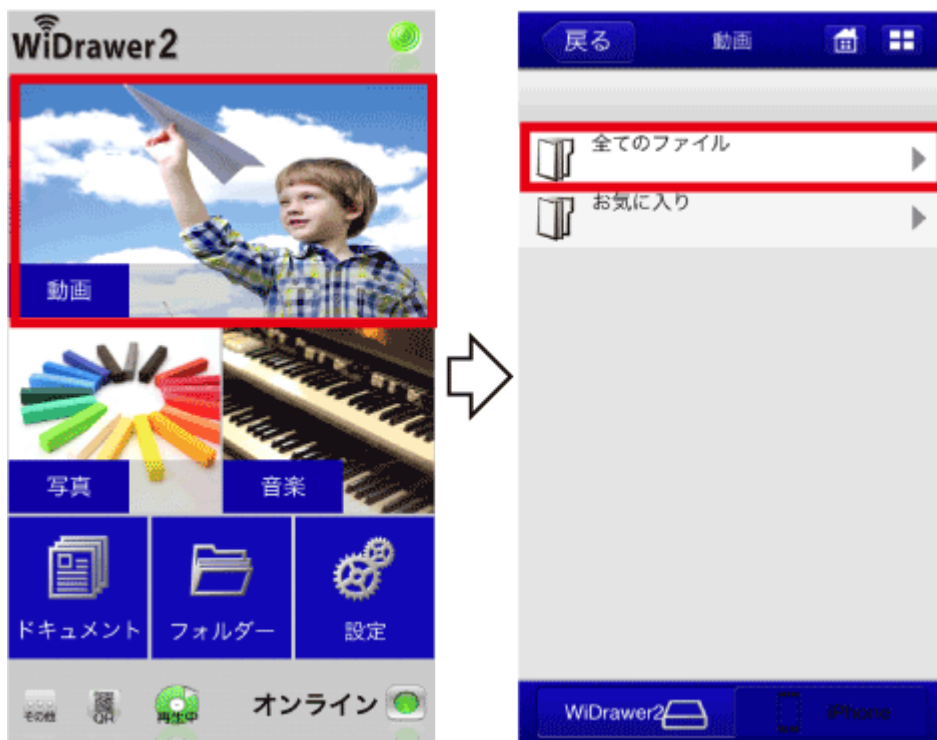 WiDrawer2
動画
写真
音楽
ドキュメント
フォルダー
設定
その他
QR
再生中
オンライン
戻る
動画
全てのファイル
お気に入り
WiDrawer2
iPhone